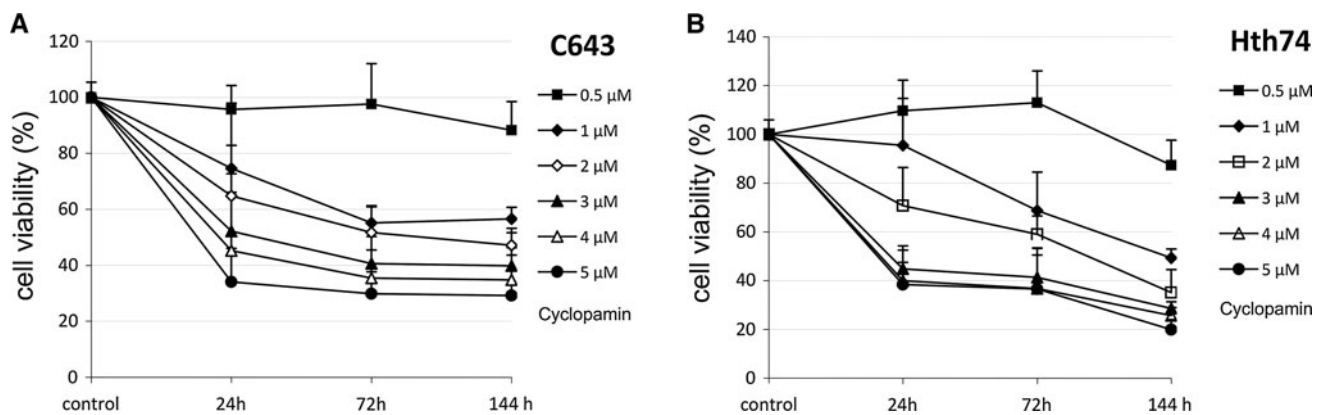 A
C643
120
100
80
60
40
20
0
cell viability (%)
control
24h
72h
144 h
0.5 µM
1 µM
2 µM
3 µM
4 µM
5 µM
Cyclopamin
B
Hth74
140
120
100
80
60
40
20
0
cell viability (%)
control
24h
72h
144 h
0.5 µM
1 µM
2 µM
3 µM
4 µM
5 µM
Cyclopamin